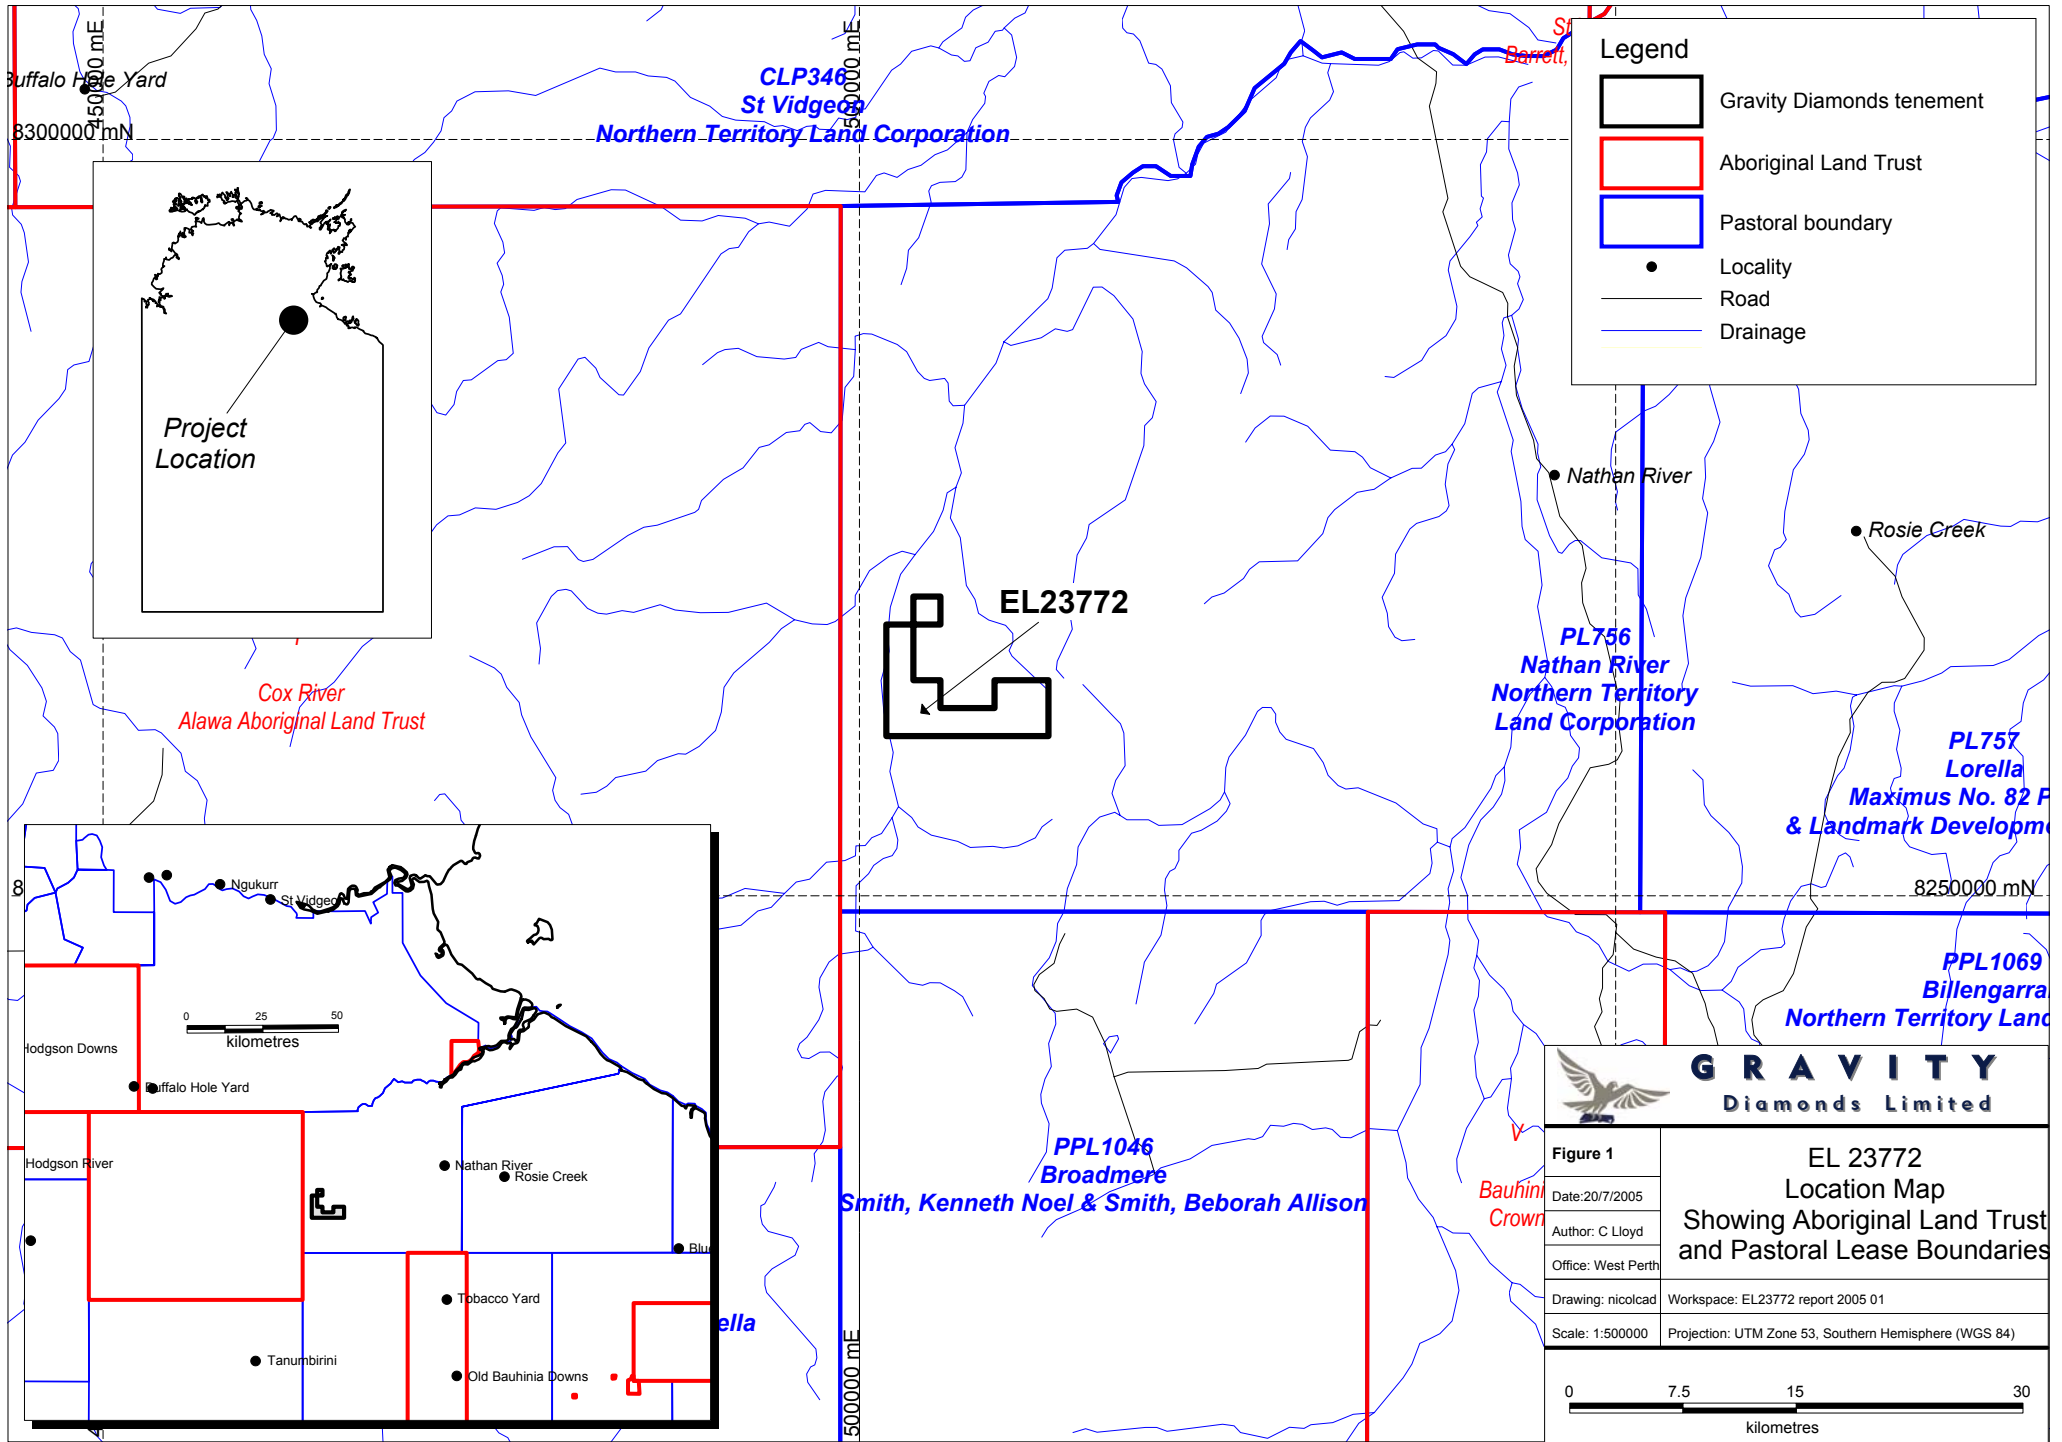 Buffalo Hole Yard
450000 mE
8300000 mN
CLP346
St Vidgeon
Northern Territory Land Corporation
500000 mE
Barrett,
Legend
Gravity Diamonds tenement
Aboriginal Land Trust
Pastoral boundary
Locality
Road
Drainage
Project
Location
Nathan River
Rosie Creek
EL23772
PL756
Nathan River
Northern Territory
Land Corporation
Cox River
Alawa Aboriginal Land Trust
PL757
Lorella
Maximus No. 82 P
& Landmark Developme
8
8250000 mN
Ngukurr
St Vidgeon
0 25 50
kilometres
Hodgson Downs
Buffalo Hole Yard
Hodgson River
Nathan River
Rosie Creek
Blue
Tobacco Yard
Tanumbirini
Old Bauhinia Downs
ella
500000 mE
PPL1069
Billengarra
Northern Territory Land
PPL1046
Broadmere
Smith, Kenneth Noel & Smith, Beborah Allison
V
Bauhini
Crown
GRAVITY
Diamonds Limited
Figure 1
Date:20/7/2005
Author: C Lloyd
Office: West Perth
Drawing: nicolcad
Scale: 1:500000
EL 23772
Location Map
Showing Aboriginal Land Trust
and Pastoral Lease Boundaries
Workspace: EL23772 report 2005 01
Projection: UTM Zone 53, Southern Hemisphere (WGS 84)
0 7.5 15 30
kilometres